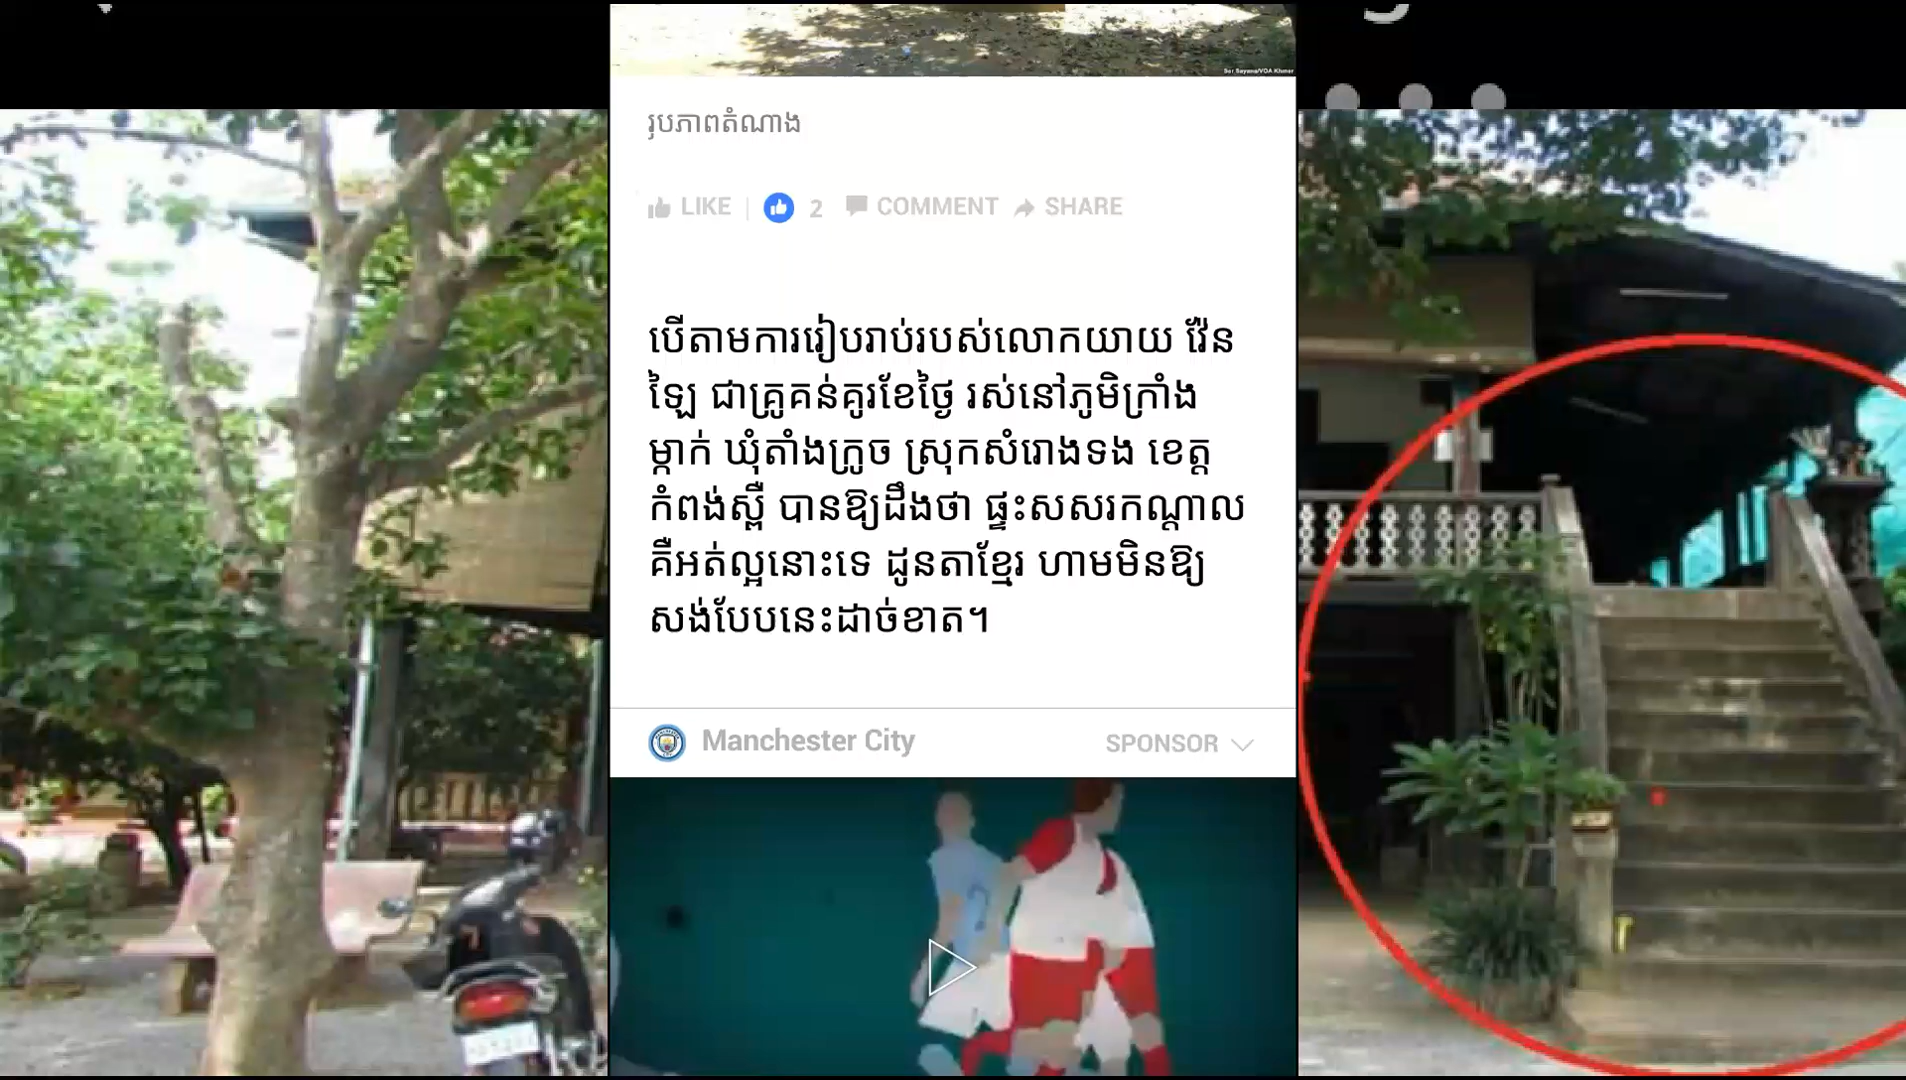 Sor Sayana/VOA Khmer
រូបភាពតំណាង
LIKE | 2 COMMENT SHARE
បើតាមការរៀបរាប់របស់លោកយាយ វ៉ែន
ឡៃ ជាគ្រូគន់គូរខែថ្ងៃ រស់នៅភូមិក្រាំង
ម្កាក់ ឃុំតាំងក្រូច ស្រុកសំរោងទង ខេត្ត
កំពង់ស្ពឺ បានឱ្យដឹងថា ផ្ទះសសរកណ្តាល
គឺអត់ល្អនោះទេ ដូនតាខ្មែរ ហាមមិនឱ្យ
សង់បែបនេះដាច់ខាត។
Manchester City SPONSOR